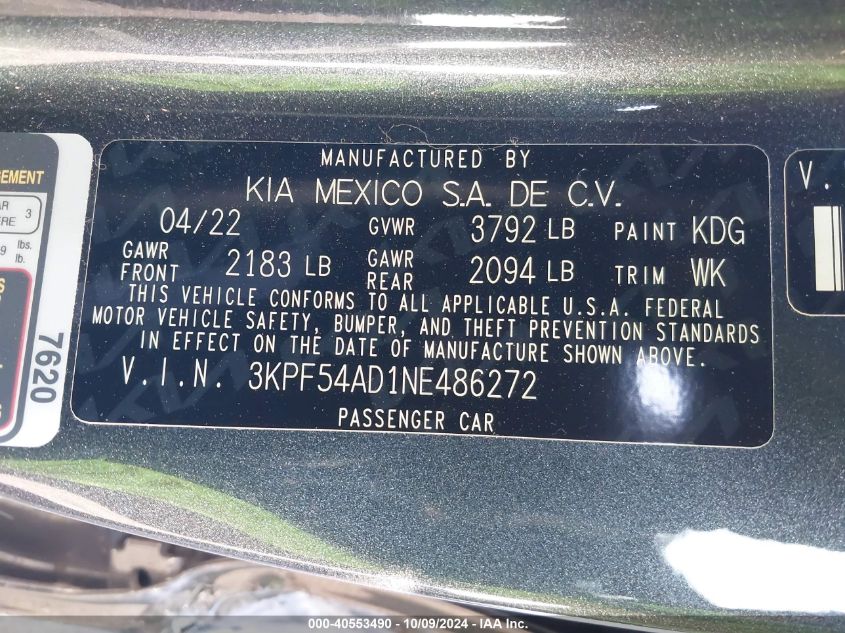 MANUFACTURED BY
KIA MEXICO S.A. DE C.V.
04/22 GVWR 3792 LB PAINT KDG
GAWR FRONT 2183 LB GAWR REAR 2094 LB TRIM WK
THIS VEHICLE CONFORMS TO ALL APPLICABLE U.S.A. FEDERAL
MOTOR VEHICLE SAFETY, BUMPER, AND THEFT PREVENTION STANDARDS
IN EFFECT ON THE DATE OF MANUFACTURE SHOWN ABOVE.
V.I.N. 3KPF54AD1NE486272
PASSENGER CAR
3
lbs.
lb.
7620
V.
000-40553490 - 10/09/2024 - IAA Inc.